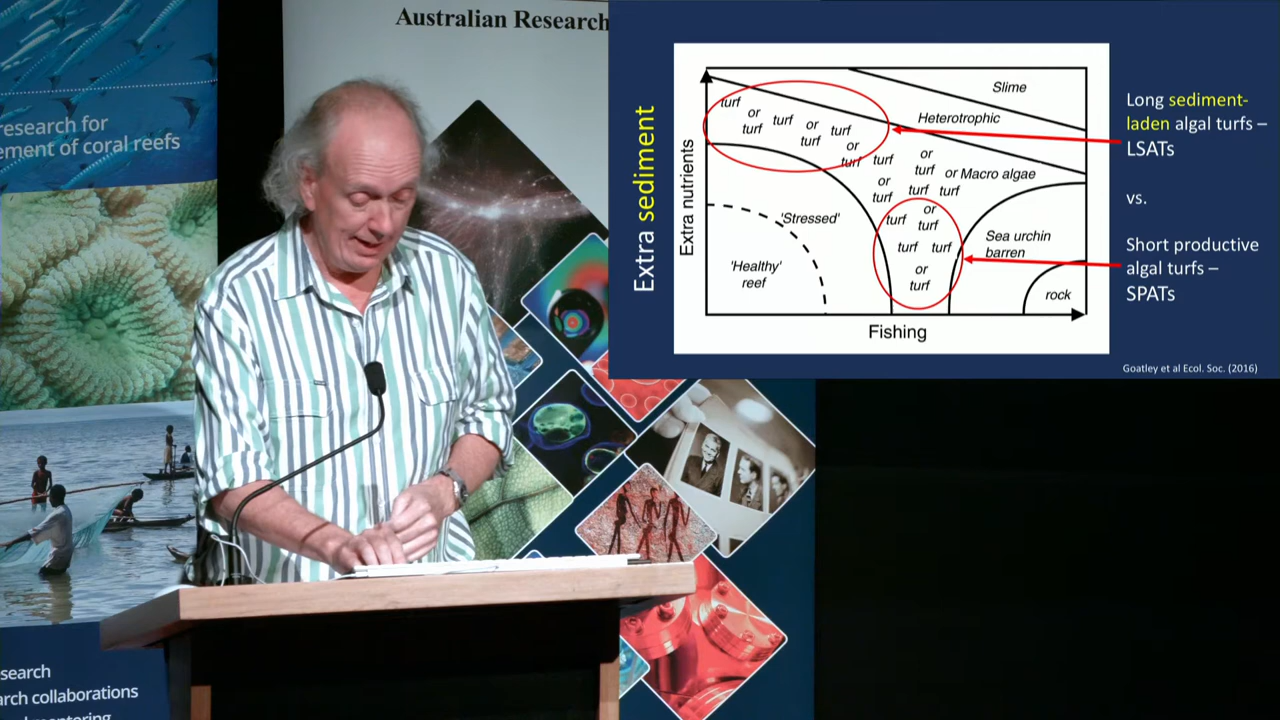 Australian Research
research for
ement of coral reefs
search
arch collaborations
Extra sediment
Extra nutrients
Fishing
Slime
Heterotrophic
turf
or
turf
turf
or
turf
turf
or
turf
turf
or
turf
or Macro algae
or
turf
turf
turf
turf
or
turf
turf
turf
or
turf
'Stressed'
'Healthy'
reef
Sea urchin
barren
rock
Long sediment-
laden algal turfs –
LSATs
vs.
Short productive
algal turfs –
SPATs
Goatley et al Ecol. Soc. (2016)